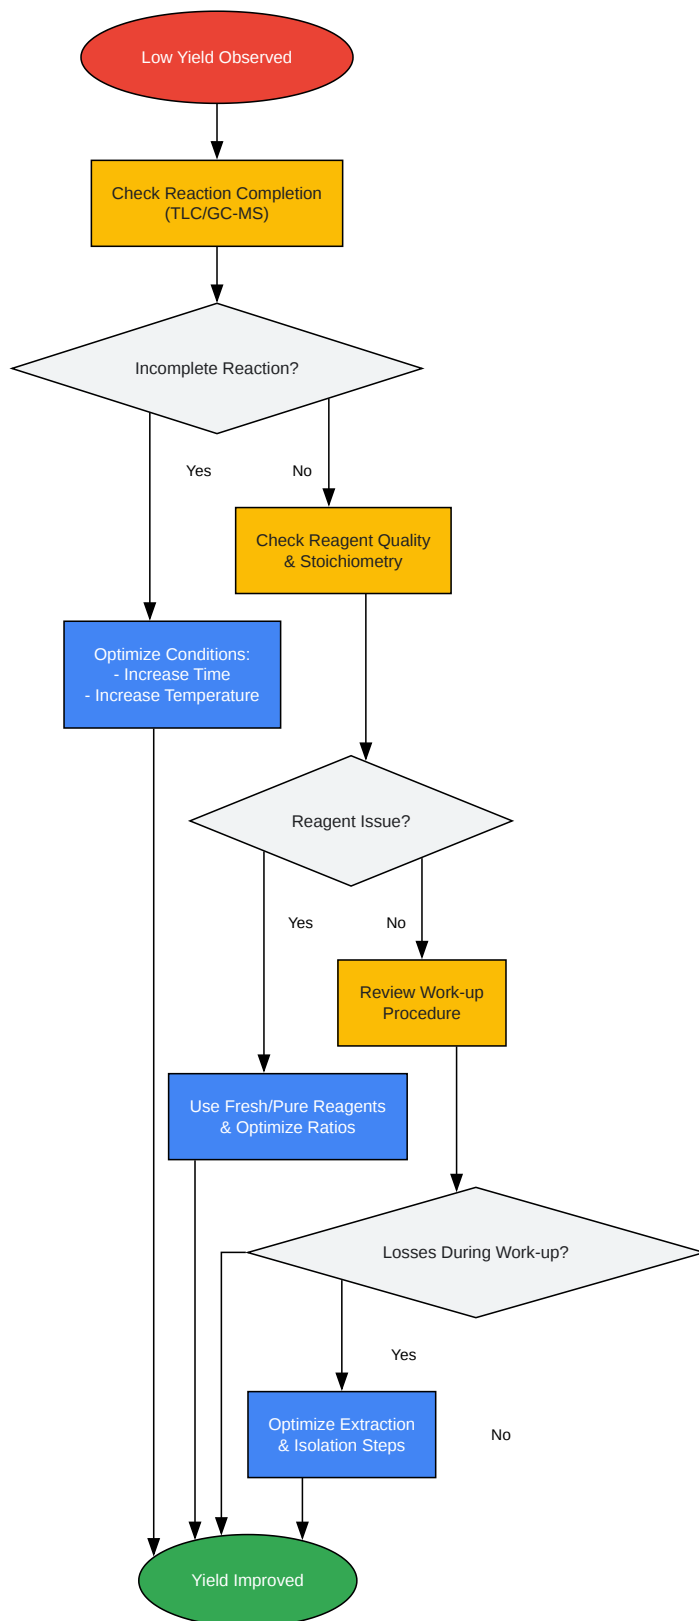 Low Yield Observed
Check Reaction Completion
(TLC/GC-MS)
Incomplete Reaction?
Yes
No
Check Reagent Quality
& Stoichiometry
Optimize Conditions:
- Increase Time
- Increase Temperature
Reagent Issue?
Yes
No
Review Work-up
Procedure
Use Fresh/Pure Reagents
& Optimize Ratios
Losses During Work-up?
Yes
Optimize Extraction
& Isolation Steps
No
Yield Improved